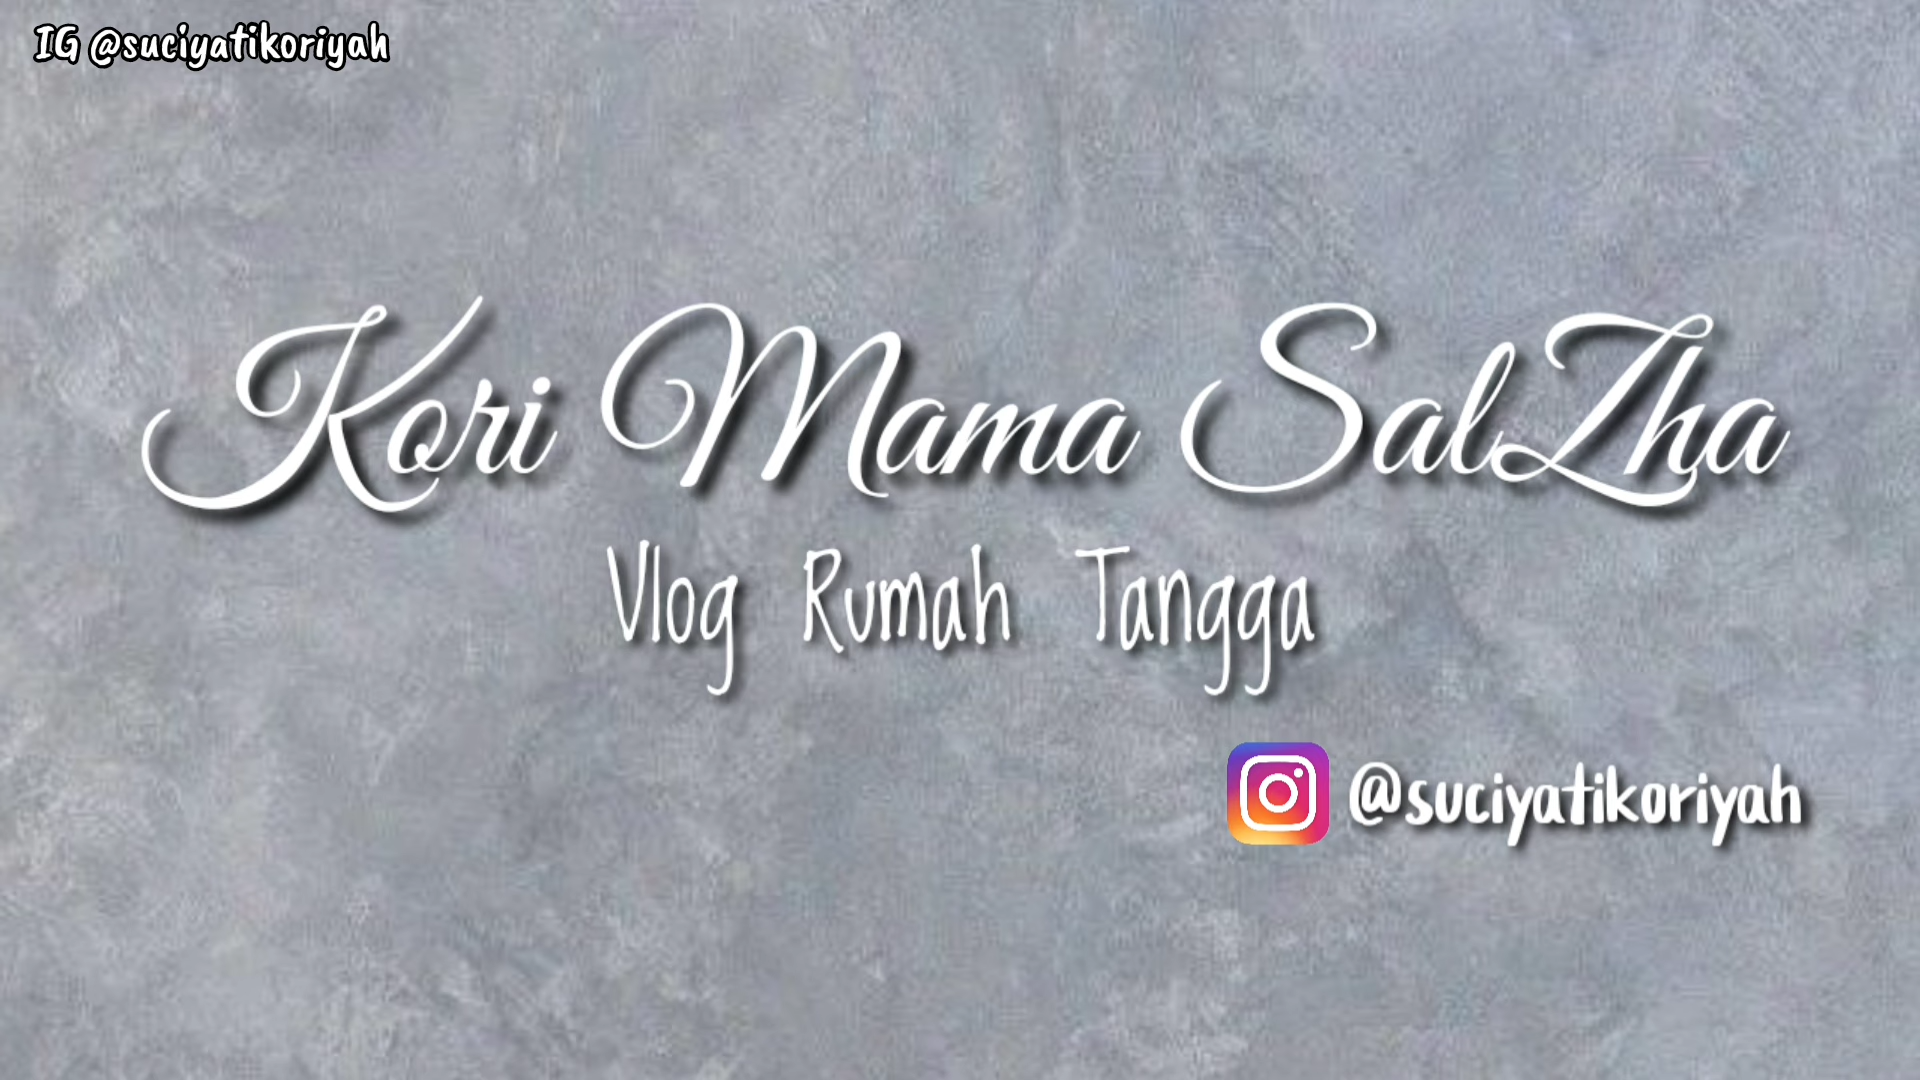 IG @suciyatikoriyah
Kori Mama SalZha
Vlog Rumah Tangga
@suciyatikoriyah